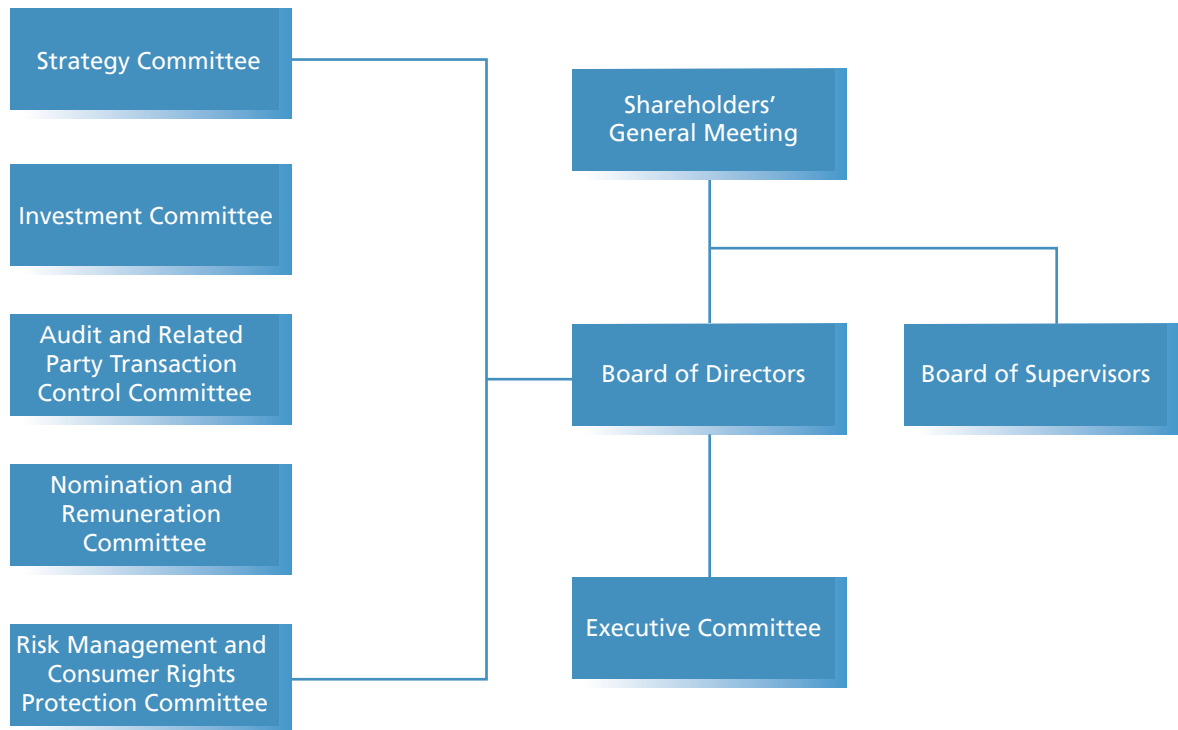 Strategy Committee
Investment Committee
Audit and Related
Party Transaction
Control Committee
Nomination and
Remuneration
Committee
Risk Management and
Consumer Rights
Protection Committee
Shareholders’
General Meeting
Board of Directors
Board of Supervisors
Executive Committee